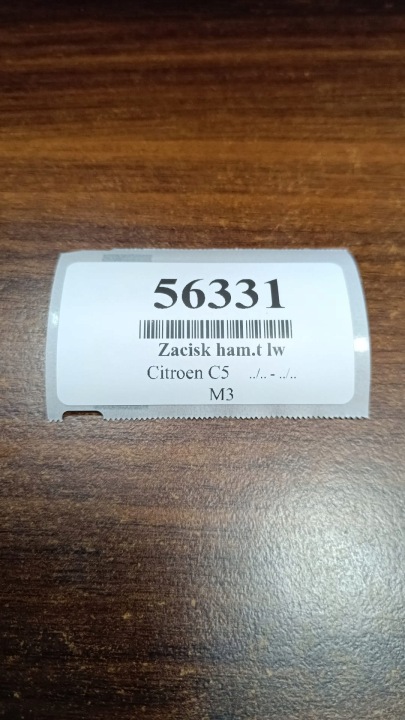 56331
Zacisk ham.t lw
Citroen C5 ../.. - ../..
M3